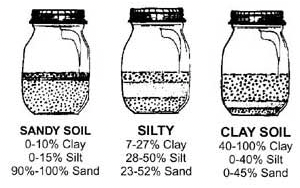 SANDY SOIL
0-10% Clay
0-15% Silt
90%-100% Sand
SILTY
7-27% Clay
28-50% Silt
23-52% Sand
CLAY SOIL
40-100% Clay
0-40% Silt
0-45% Sand